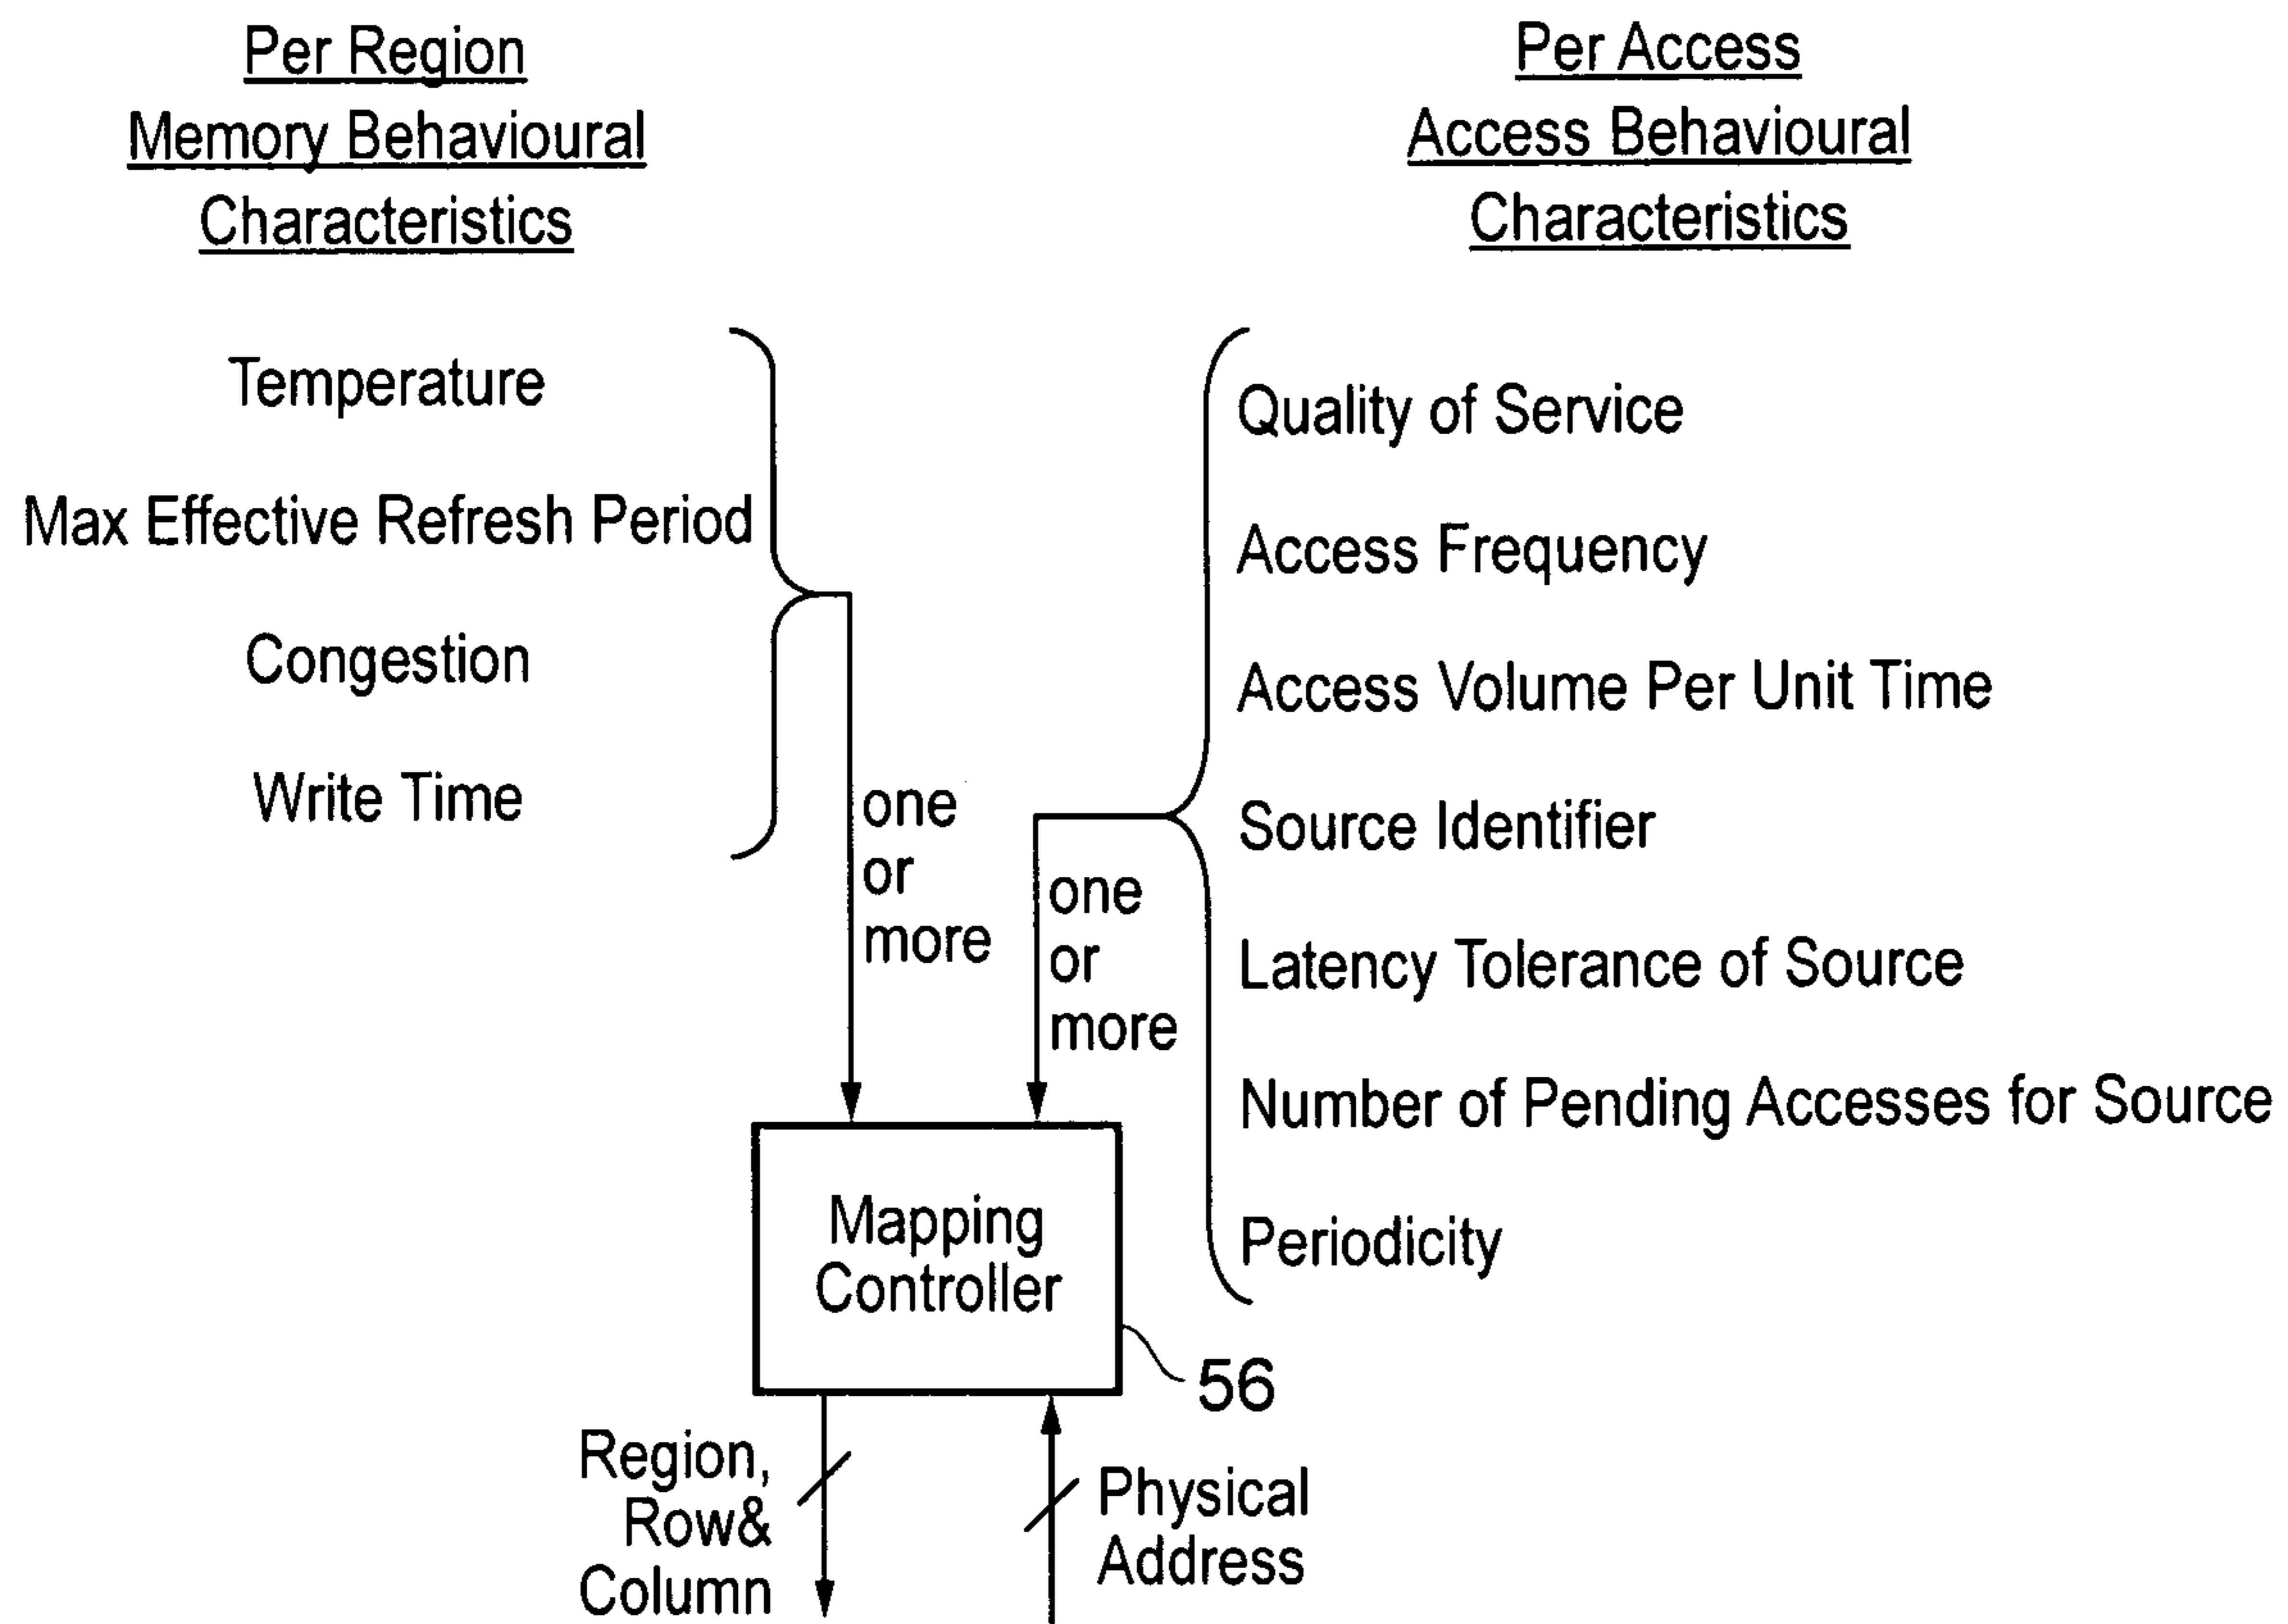 Per Region
Memory Behavioural
Characteristics
Temperature
Max Effective Refresh Period
Congestion
Write Time
one
or
more
Per Access
Access Behavioural
Characteristics
Quality of Service
Access Frequency
Access Volume Per Unit Time
Source Identifier
Latency Tolerance of Source
Number of Pending Accesses for Source
Periodicity
one
or
more
Mapping
Controller
56
Region,
Row&
Column
Physical
Address